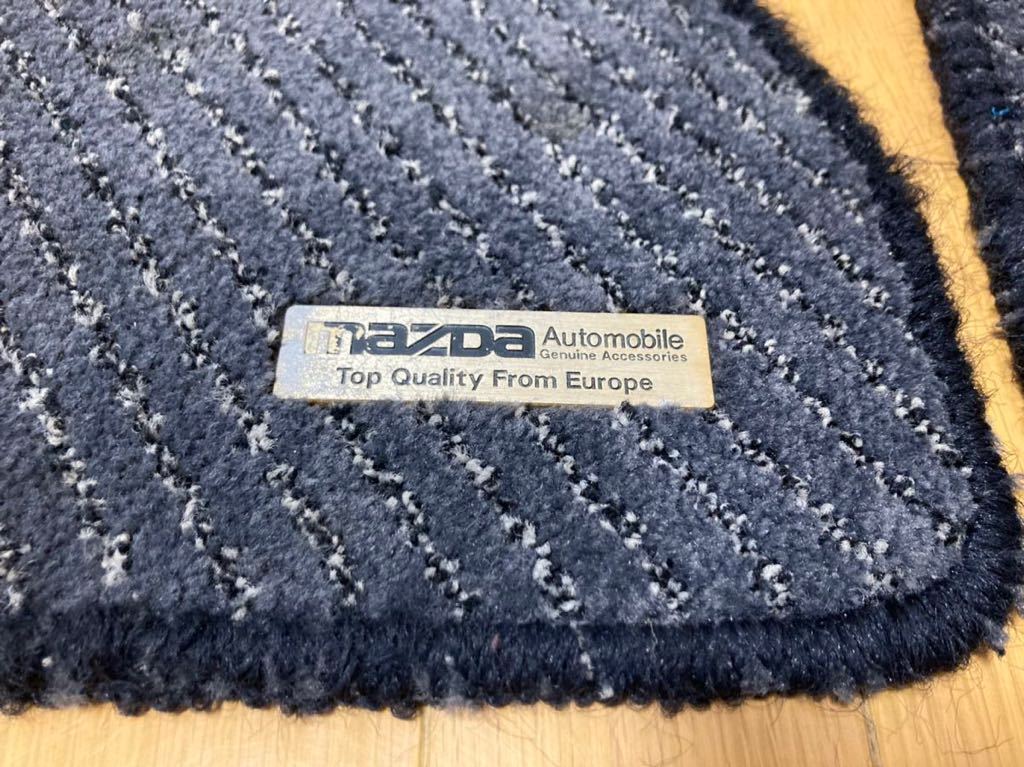 mazDa Automobile
Genuine Accessories
Top Quality From Europe